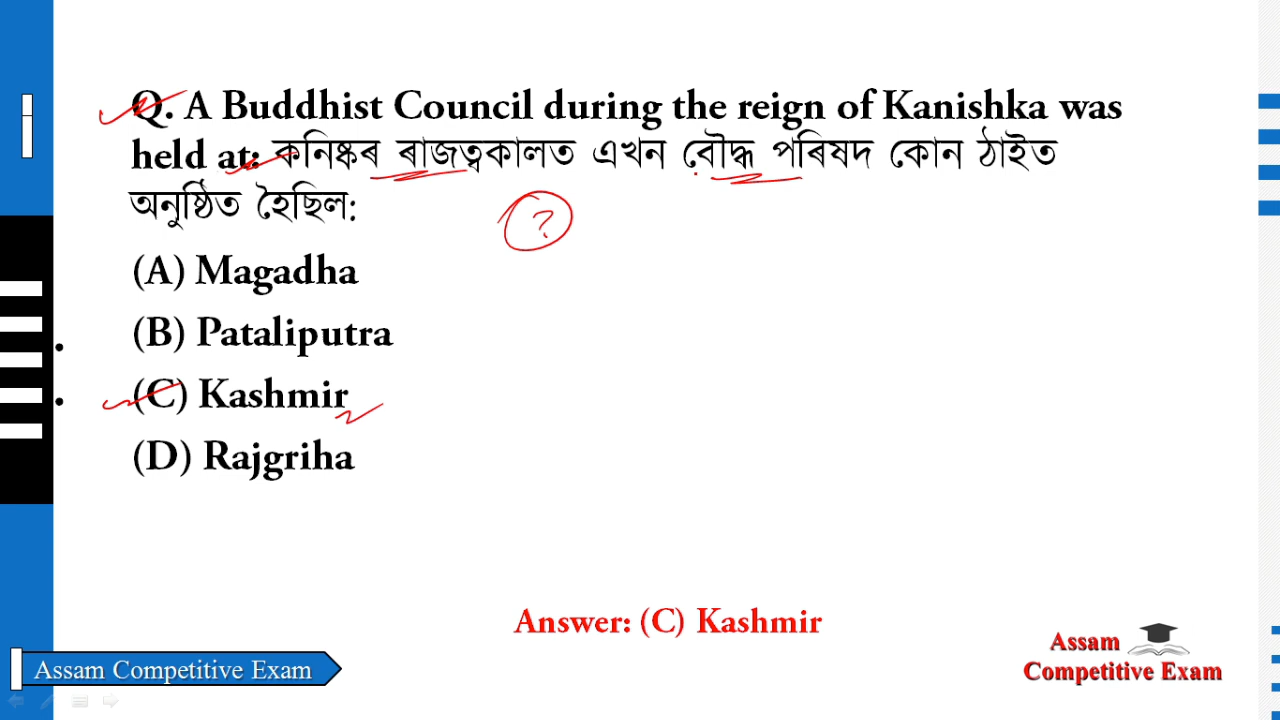 Q. A Buddhist Council during the reign of Kanishka was
held at: কনিষ্কৰ ৰাজত্বকালত এখন বৌদ্ধ পৰিষদ কোন ঠাইত
অনুষ্ঠিত হৈছিল:
?
(A) Magadha
(B) Pataliputra
(C) Kashmir
(D) Rajgriha
Answer: (C) Kashmir
Assam Competitive Exam
Assam
Competitive Exam